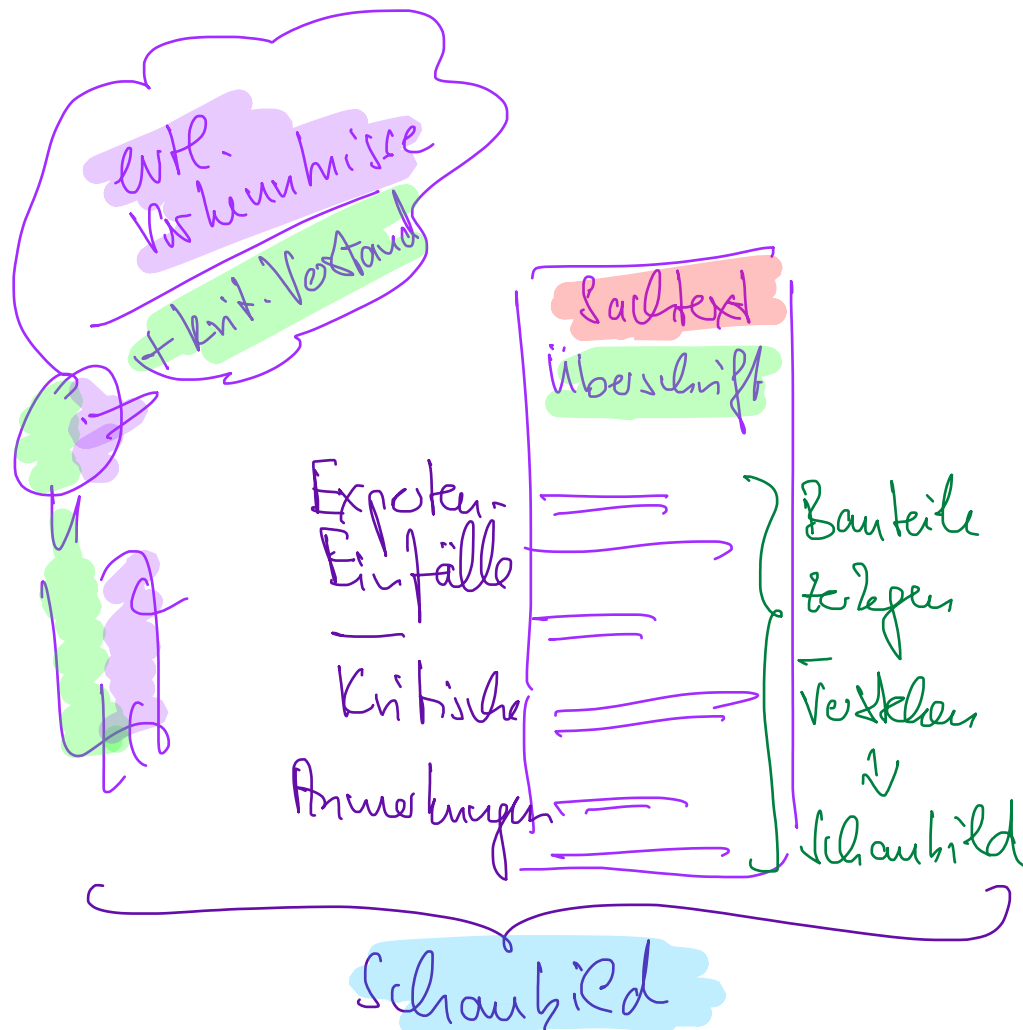 evtl.
Vorkenntnisse
+ krit. Verstand
Sachtext
Überschrift
Experten-
Einfälle
Kritische
Anmerkungen
Bauteile
zerlegen
Verstehen
Schaubild
Schaubild